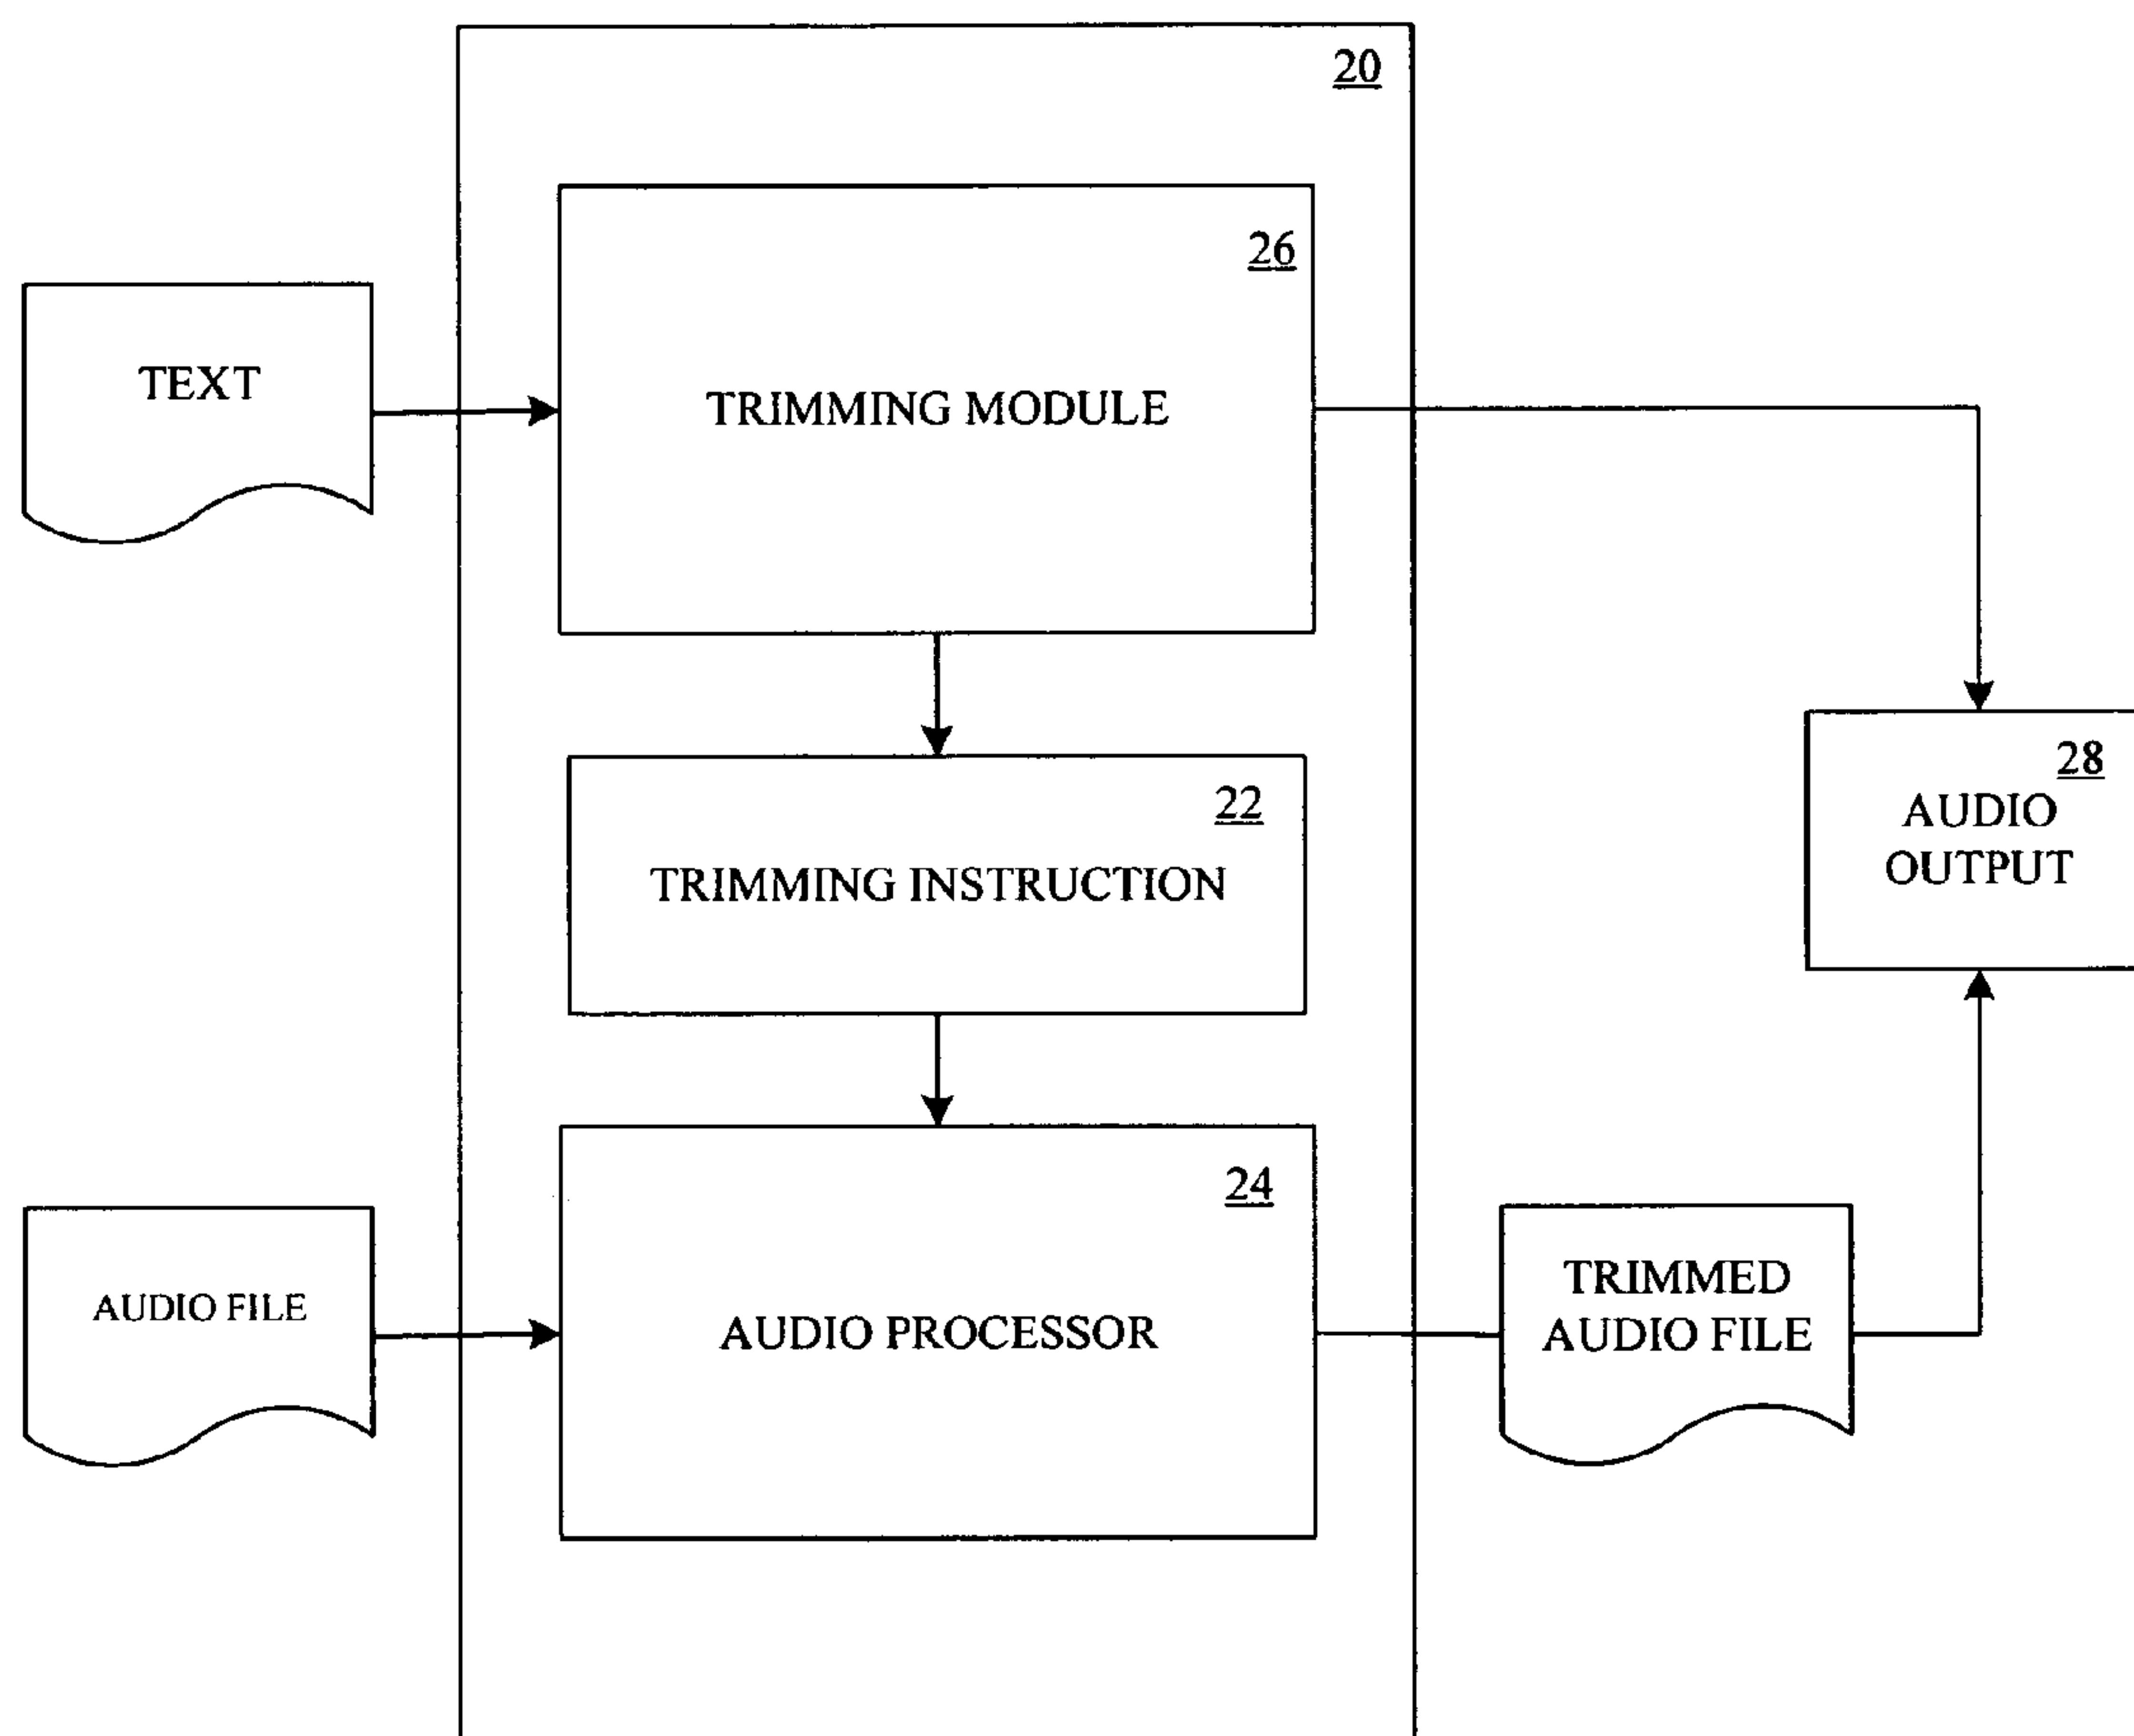 20
26
TEXT
TRIMMING MODULE
28
AUDIO
OUTPUT
22
TRIMMING INSTRUCTION
24
AUDIO FILE
AUDIO PROCESSOR
TRIMMED
AUDIO FILE